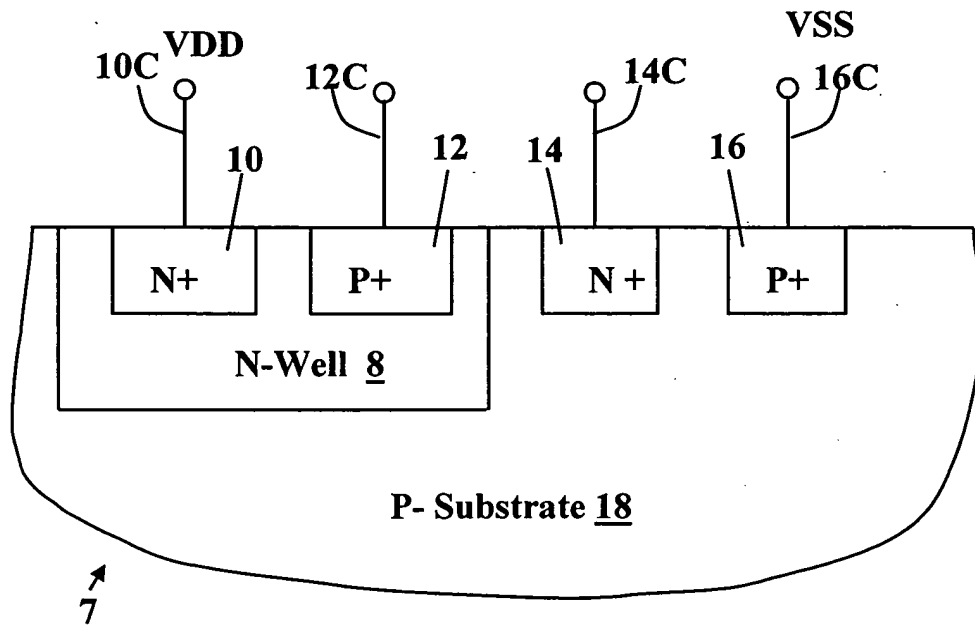 VDD
VSS
10C
12C
14C
16C
10
12
14
16
N+
P+
N +
P+
N-Well 8
P- Substrate 18
7